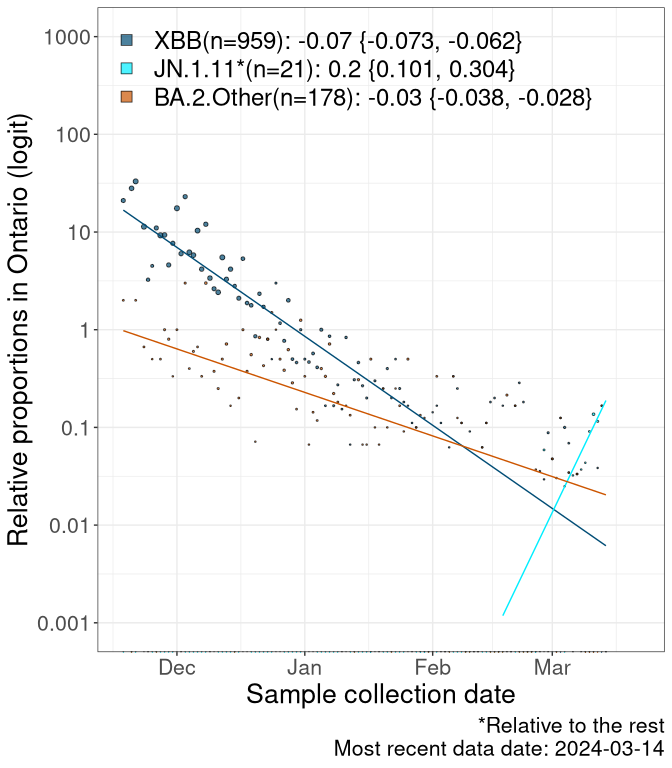 XBB(n=959): -0.07 {-0.073, -0.062}
JN.1.11*(n=21): 0.2 {0.101, 0.304}
BA.2.Other(n=178): -0.03 {-0.038, -0.028}
Relative proportions in Ontario (logit)
1000
100
10
1
0.1
0.01
0.001
Dec Jan Feb Mar
Sample collection date
*Relative to the rest
Most recent data date: 2024-03-14